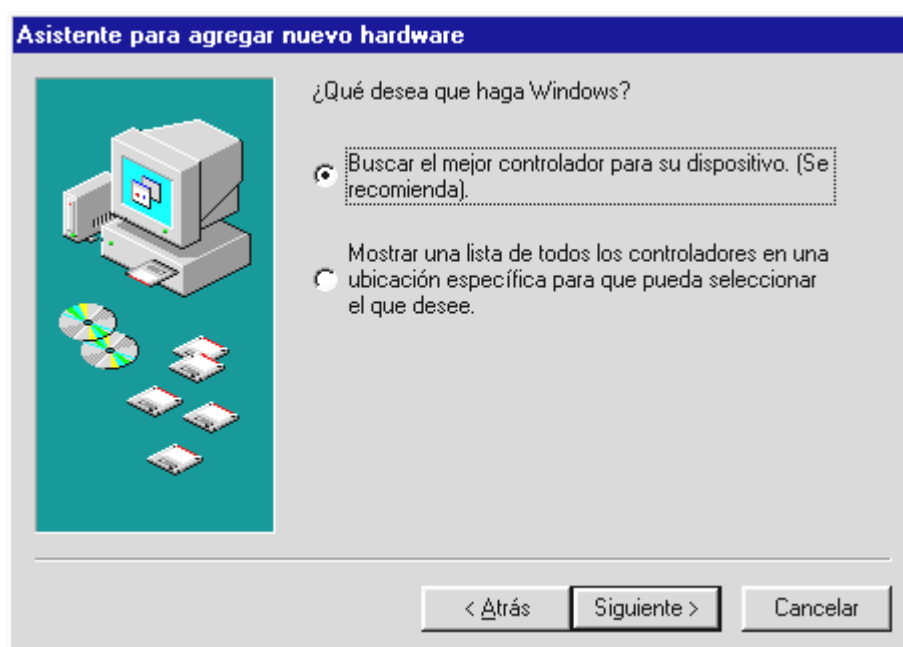 Asistente para agregar nuevo hardware
¿Qué desea que haga Windows?
Buscar el mejor controlador para su dispositivo. (Se
recomienda).
Mostrar una lista de todos los controladores en una
ubicación específica para que pueda seleccionar
el que desee.
< Atrás
Siguiente >
Cancelar